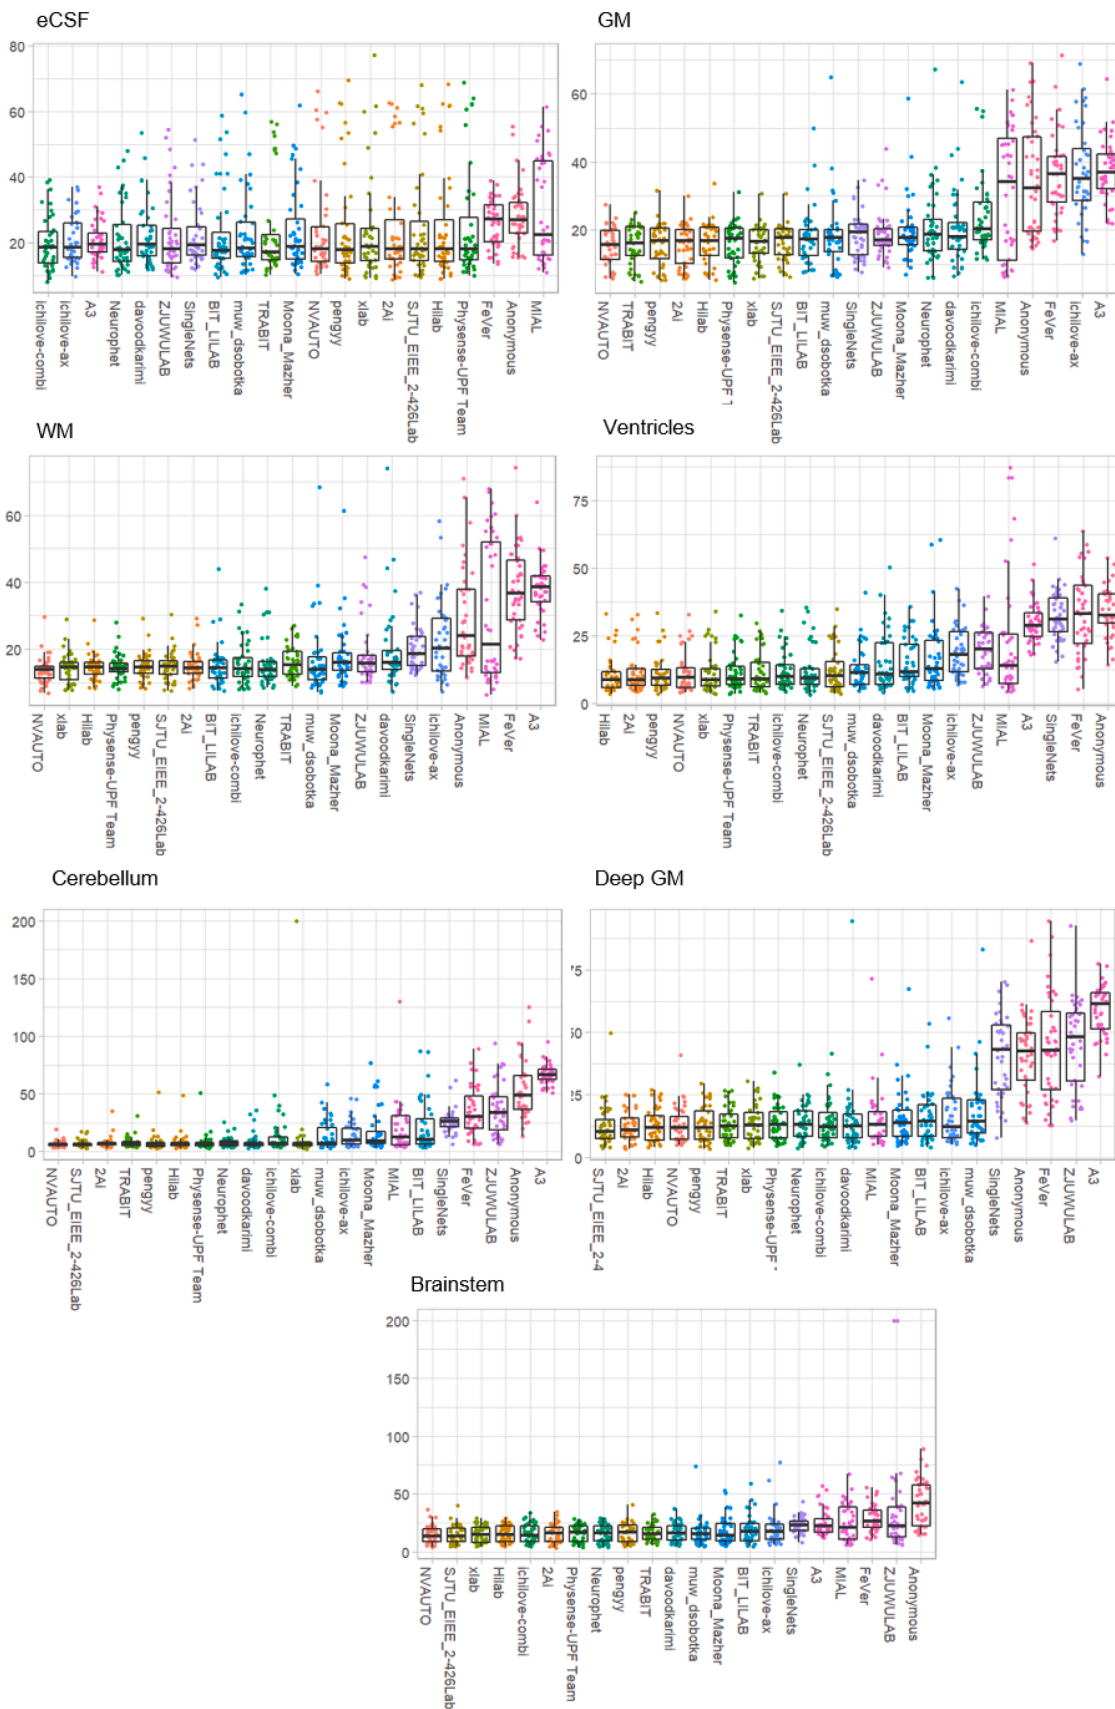 eCSF
80
60
40
20
ichilove-combi
ichilove-ax
A3
Neurophet
davoodkarimi
ZJUWULAB
SingleNets
BIT_LILAB
muw_dsobotka
TRABIT
Moona_Mazher
NVAUTO
pengyy
xlab
2Ai
SJTU_EIEE_2-426Lab
Hilab
Physense-UPF Team
FeVer
Anonymous
MIAL
GM
60
40
20
0
NVAUTO
TRABIT
pengyy
2Ai
Hilab
Physense-UPF T
xlab
SJTU_EIEE_2-426Lab
BIT_LILAB
muw_dsobotka
SingleNets
ZJUWULAB
Moona_Mazher
Neurophet
davoodkarimi
ichilove-combi
MIAL
Anonymous
FeVer
ichilove-ax
A3
WM
60
40
20
NVAUTO
xlab
Hilab
Physense-UPF Team
pengyy
SJTU_EIEE_2-426Lab
2Ai
BIT_LILAB
ichilove-combi
Neurophet
TRABIT
muw_dsobotka
Moona_Mazher
ZJUWULAB
davoodkarimi
SingleNets
ichilove-ax
Anonymous
MIAL
FeVer
A3
Ventricles
75
50
25
0
Hilab
2Ai
pengyy
NVAUTO
xlab
Physense-UPF Team
TRABIT
ichilove-combi
Neurophet
SJTU_EIEE_2-426Lab
muw_dsobotka
davoodkarimi
BIT_LILAB
Moona_Mazher
ichilove-ax
ZJUWULAB
MIAL
A3
SingleNets
FeVer
Anonymous
Cerebellum
200
150
100
50
0
NVAUTO
SJTU_EIEE_2-426Lab
2Ai
TRABIT
pengyy
Hilab
Physense-UPF Team
Neurophet
davoodkarimi
ichilove-combi
xlab
muw_dsobotka
ichilove-ax
Moona_Mazher
MIAL
BIT_LILAB
SingleNets
FeVer
ZJUWULAB
Anonymous
A3
Deep GM
75
50
25
0
SJTU_EIEE_2-4
2Ai
Hilab
NVAUTO
pengyy
TRABIT
xlab
Physense-UPF
Neurophet
ichilove-combi
davoodkarimi
MIAL
Moona_Mazher
BIT_LILAB
ichilove-ax
muw_dsobotka
SingleNets
Anonymous
FeVer
ZJUWULAB
A3
Brainstem
200
150
100
50
0
NVAUTO
SJTU_EIEE_2-426Lab
xlab
Hilab
ichilove-combi
2Ai
Physense-UPF Team
Neurophet
pengyy
TRABIT
davoodkarimi
muw_dsobotka
Moona_Mazher
BIT_LILAB
ichilove-ax
SingleNets
A3
MIAL
FeVer
ZJUWULAB
Anonymous